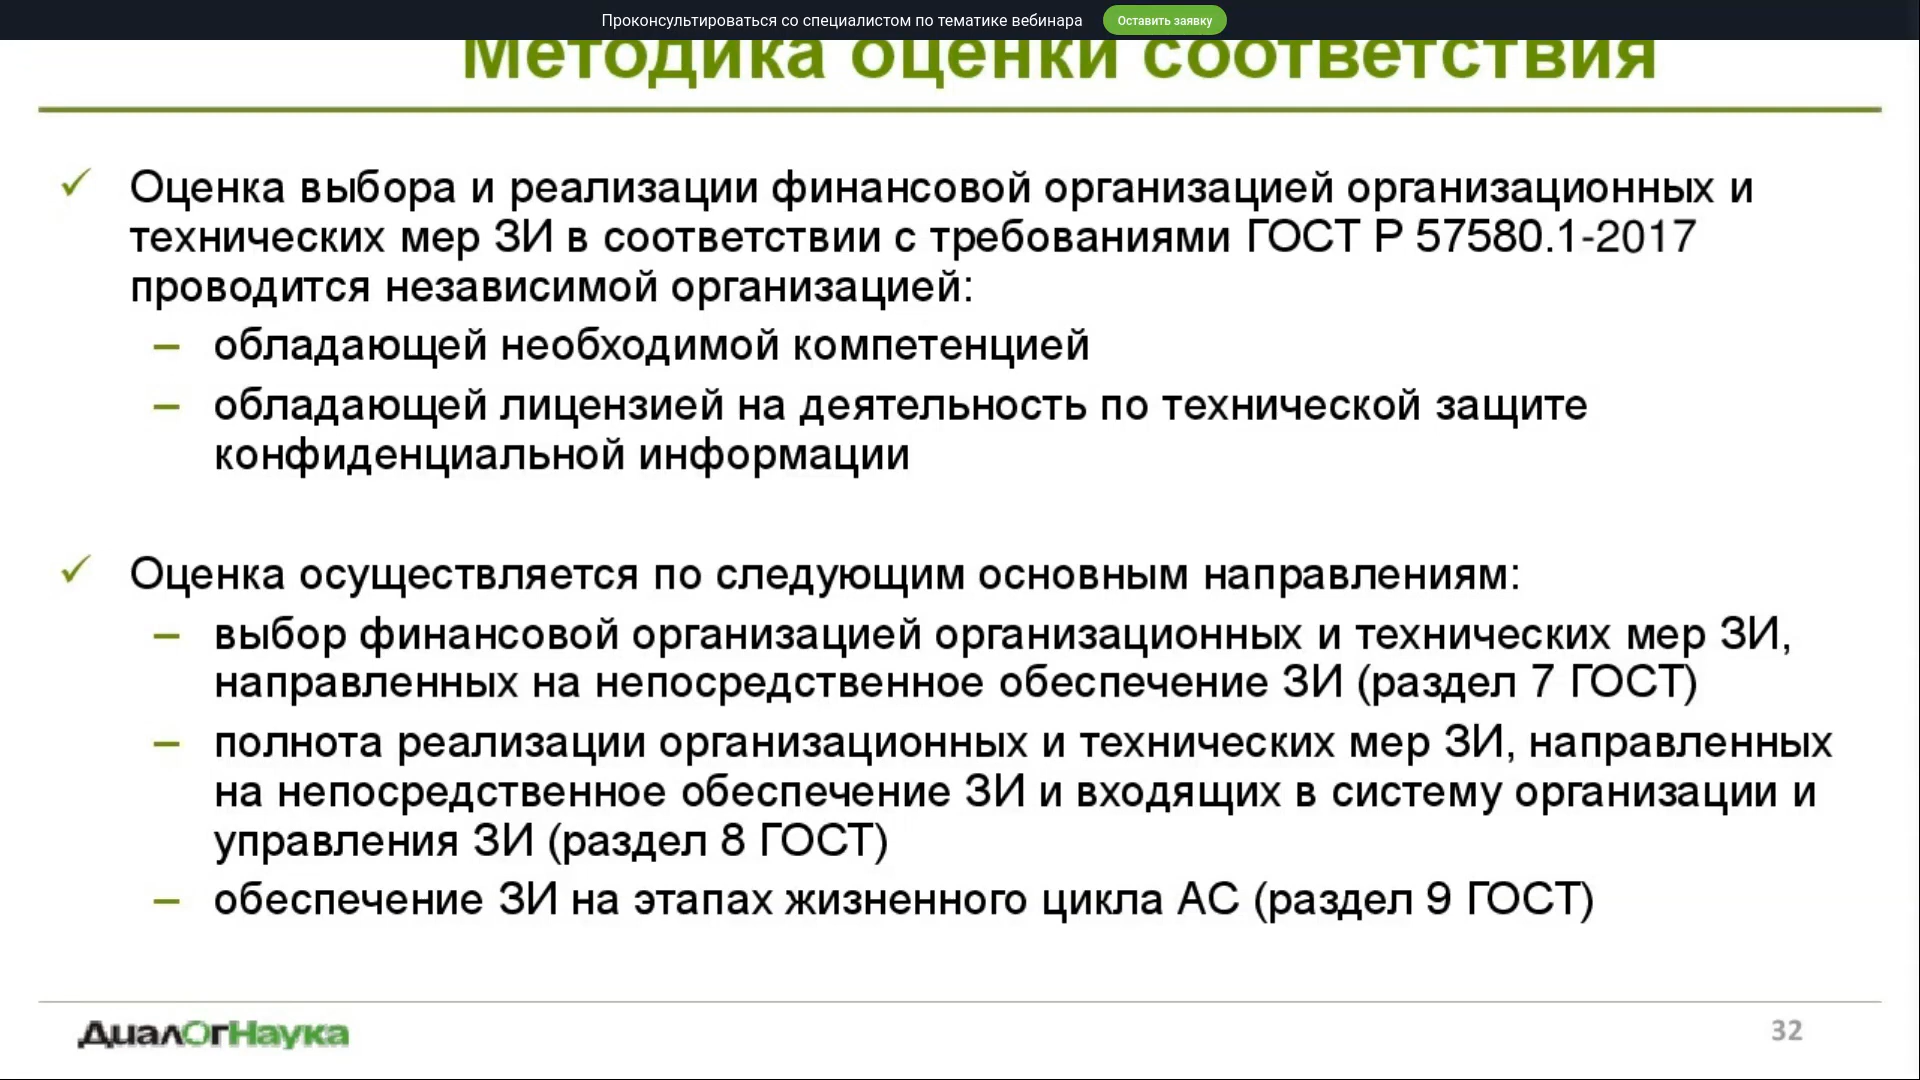 Проконсультироваться со специалистом по тематике вебинара
Оставить заявку
Методика оценки соответствия
✓ Оценка выбора и реализации финансовой организацией организационных и
технических мер ЗИ в соответствии с требованиями ГОСТ Р 57580.1-2017
проводится независимой организацией:
– обладающей необходимой компетенцией
– обладающей лицензией на деятельность по технической защите
конфиденциальной информации
✓ Оценка осуществляется по следующим основным направлениям:
– выбор финансовой организацией организационных и технических мер ЗИ,
направленных на непосредственное обеспечение ЗИ (раздел 7 ГОСТ)
– полнота реализации организационных и технических мер ЗИ, направленных
на непосредственное обеспечение ЗИ и входящих в систему организации и
управления ЗИ (раздел 8 ГОСТ)
– обеспечение ЗИ на этапах жизненного цикла АС (раздел 9 ГОСТ)
ДиалОгНаука
32